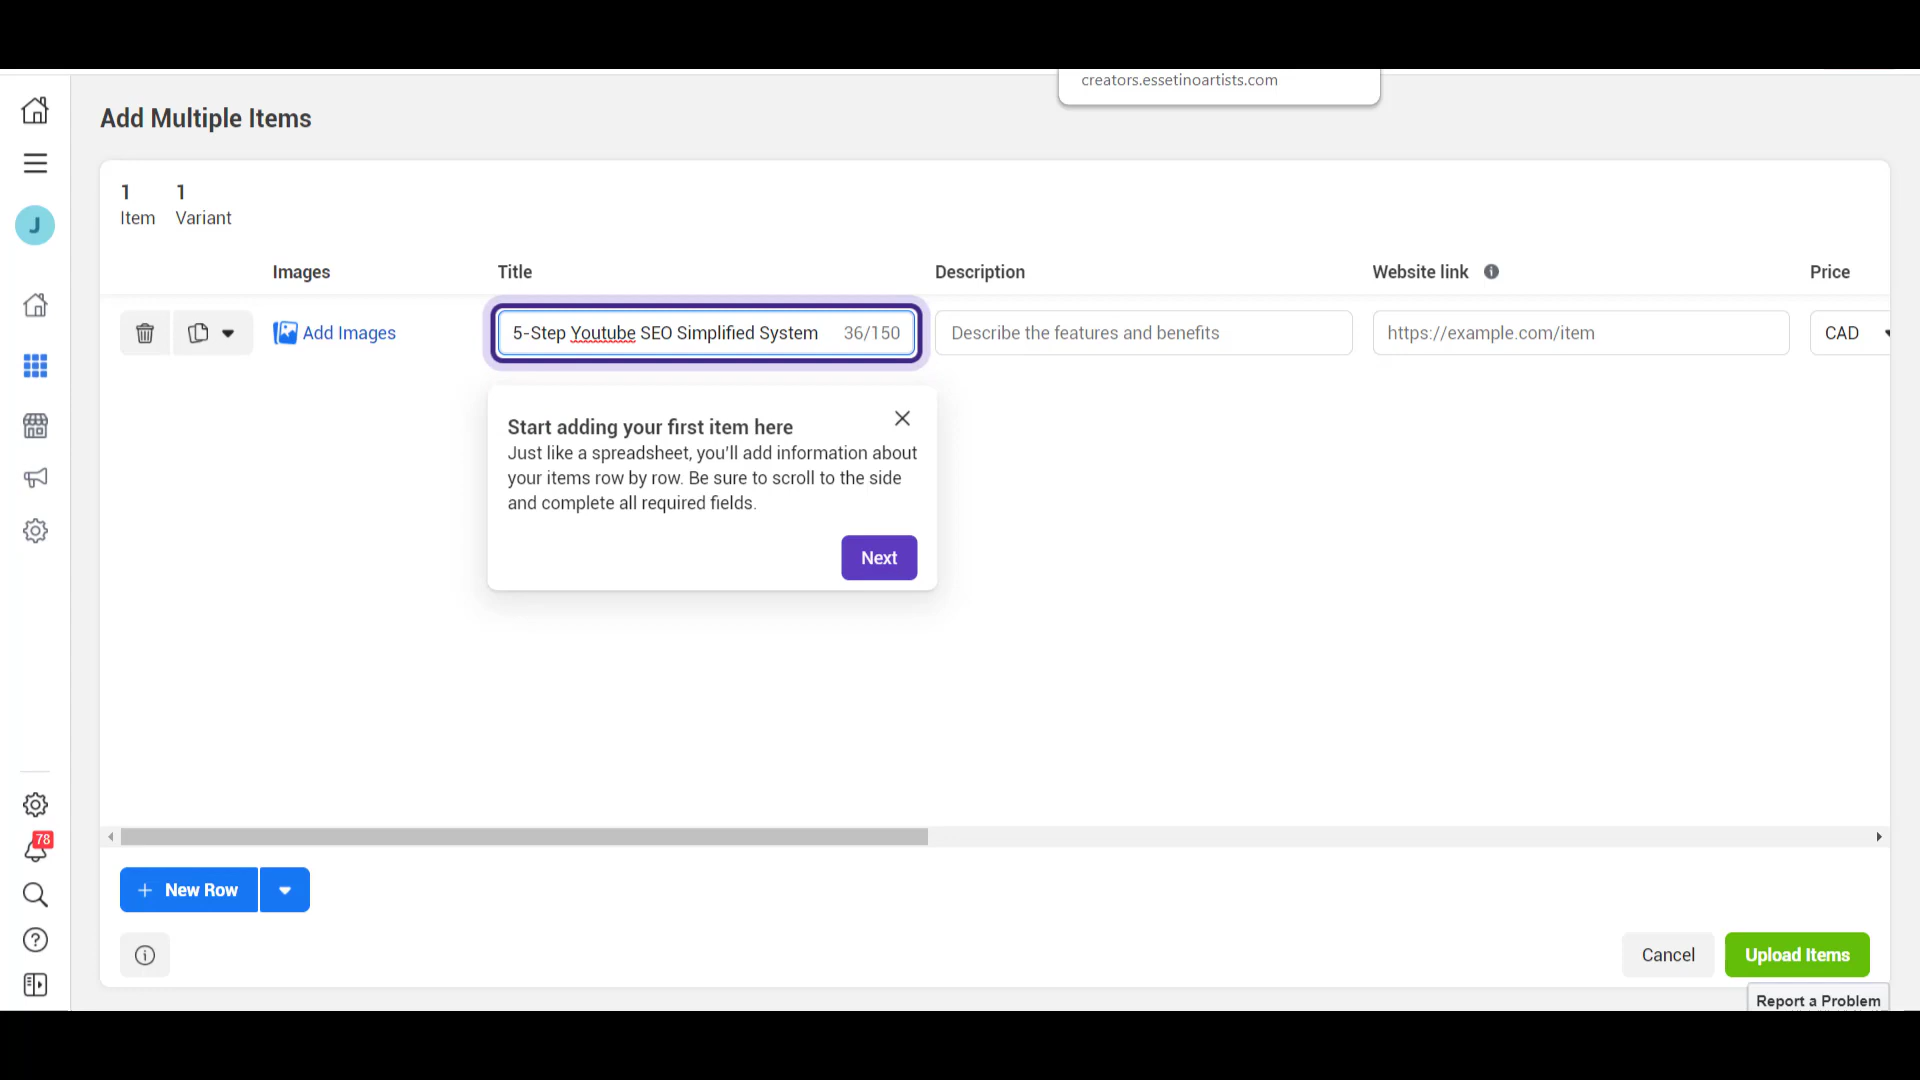 creators.essetinoartists.com
Add Multiple Items
1 1
Item Variant
J
Images Title Description Website link Price
Add Images 5-Step Youtube SEO Simplified System 36/150 Describe the features and benefits https://example.com/item CAD
Start adding your first item here
Just like a spreadsheet, you'll add information about
your items row by row. Be sure to scroll to the side
and complete all required fields.
Next
78
New Row
Cancel Upload Items
Report a Problem